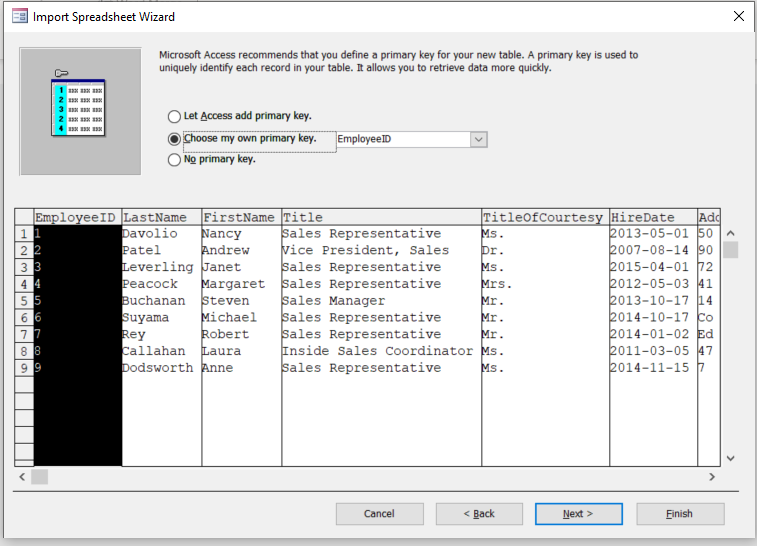 Import Spreadsheet Wizard
Microsoft Access recommends that you define a primary key for your new table. A primary key is used to
uniquely identify each record in your table. It allows you to retrieve data more quickly.
1 xxx xxx xxx
2 xxx xxx xxx
3 xxx xxx xxx
2 xxx xxx xxx
4 xxx xxx xxx
Let Access add primary key.
Choose my own primary key. EmployeeID
No primary key.
EmployeeID LastName FirstName Title TitleOfCourtesy HireDate Add
1 1 Davolio Nancy Sales Representative Ms. 2013-05-01 50
2 2 Patel Andrew Vice President, Sales Dr. 2007-08-14 90
3 3 Leverling Janet Sales Representative Ms. 2015-04-01 72
4 4 Peacock Margaret Sales Representative Mrs. 2012-05-03 41
5 5 Buchanan Steven Sales Manager Mr. 2013-10-17 14
6 6 Suyama Michael Sales Representative Mr. 2014-10-17 Co
7 7 Rey Robert Sales Representative Mr. 2014-01-02 Ed
8 8 Callahan Laura Inside Sales Coordinator Ms. 2011-03-05 47
9 9 Dodsworth Anne Sales Representative Ms. 2014-11-15 7
Cancel < Back Next > Finish